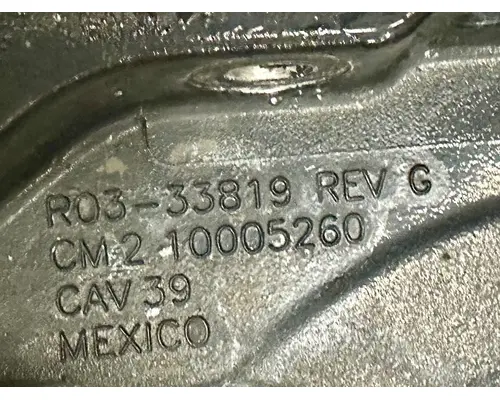 R03-33819 REV G
CM 2 10005260
CAV 39
MEXICO